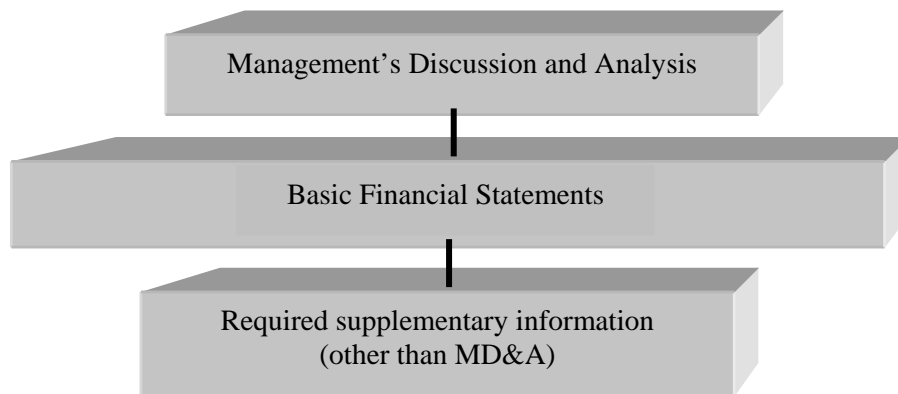 Management’s Discussion and Analysis
Basic Financial Statements
Required supplementary information
(other than MD&A)